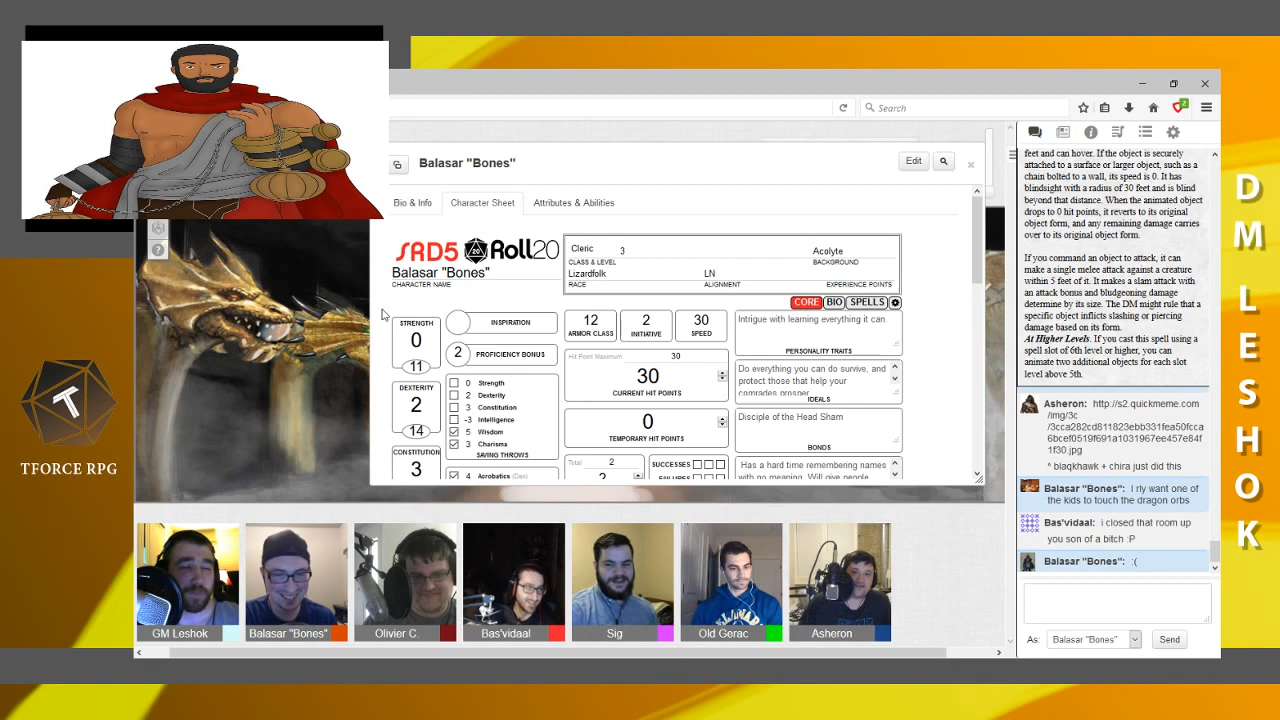 Search
2
Balasar "Bones"
Edit
Bio & Info
Character Sheet
Attributes & Abilities
SRD5 Roll20
Balasar "Bones"
CHARACTER NAME
Cleric 3 Acolyte
CLASS & LEVEL BACKGROUND
Lizardfolk LN
RACE ALIGNMENT EXPERIENCE POINTS
CORE BIO SPELLS
STRENGTH
0
11
DEXTERITY
2
14
CONSTITUTION
3
INSPIRATION
2 PROFICIENCY BONUS
0 Strength
2 Dexterity
3 Constitution
-3 Intelligence
5 Wisdom
3 Charisma
SAVING THROWS
4 Acrobatics (Dex)
12
ARMOR CLASS
2
INITIATIVE
30
SPEED
Hit Point Maximum 30
30
CURRENT HIT POINTS
0
TEMPORARY HIT POINTS
Total 2
SUCCESSES
FAILURES
Intrigue with learning everything it can.
PERSONALITY TRAITS
Do everything you can do survive, and
protect those that help your
comrades prosper
IDEALS
Disciple of the Head Sham
BONDS
Has a hard time remembering names
with no meaning. Will give people
feet and can hover. If the object is securely
attached to a surface or larger object, such as a
chain bolted to a wall, its speed is 0. It has
blindsight with a radius of 30 feet and is blind
beyond that distance. When the animated object
drops to 0 hit points, it reverts to its original
object form, and any remaining damage carries
over to its original object form.
If you command an object to attack, it can
make a single melee attack against a creature
within 5 feet of it. It makes a slam attack with
an attack bonus and bludgeoning damage
determine by its size. The DM might rule that a
specific object inflicts slashing or piercing
damage based on its form.
At Higher Levels. If you cast this spell using a
spell slot of 6th level or higher, you can
animate two additional objects for each slot
level above 5th.
Asheron: http://s2.quickmeme.com
/img/3c
/3cca282cd811823ebb331fea50fcca
6bcef0519f691a1031967ee457e84f
1f30.jpg
^ blaqkhawk + chira just did this
Balasar "Bones": I rly want one of
the kids to touch the dragon orbs
Bas'vidaal: i closed that room up
you son of a bitch :P
Balasar "Bones": :(
As: Balasar "Bones" Send
T
TFORCE RPG
GM Leshok
Balasar "Bones"
Olivier C.
Bas'vidaal
Sig
Old Gerac
Asheron
DM LESHOK